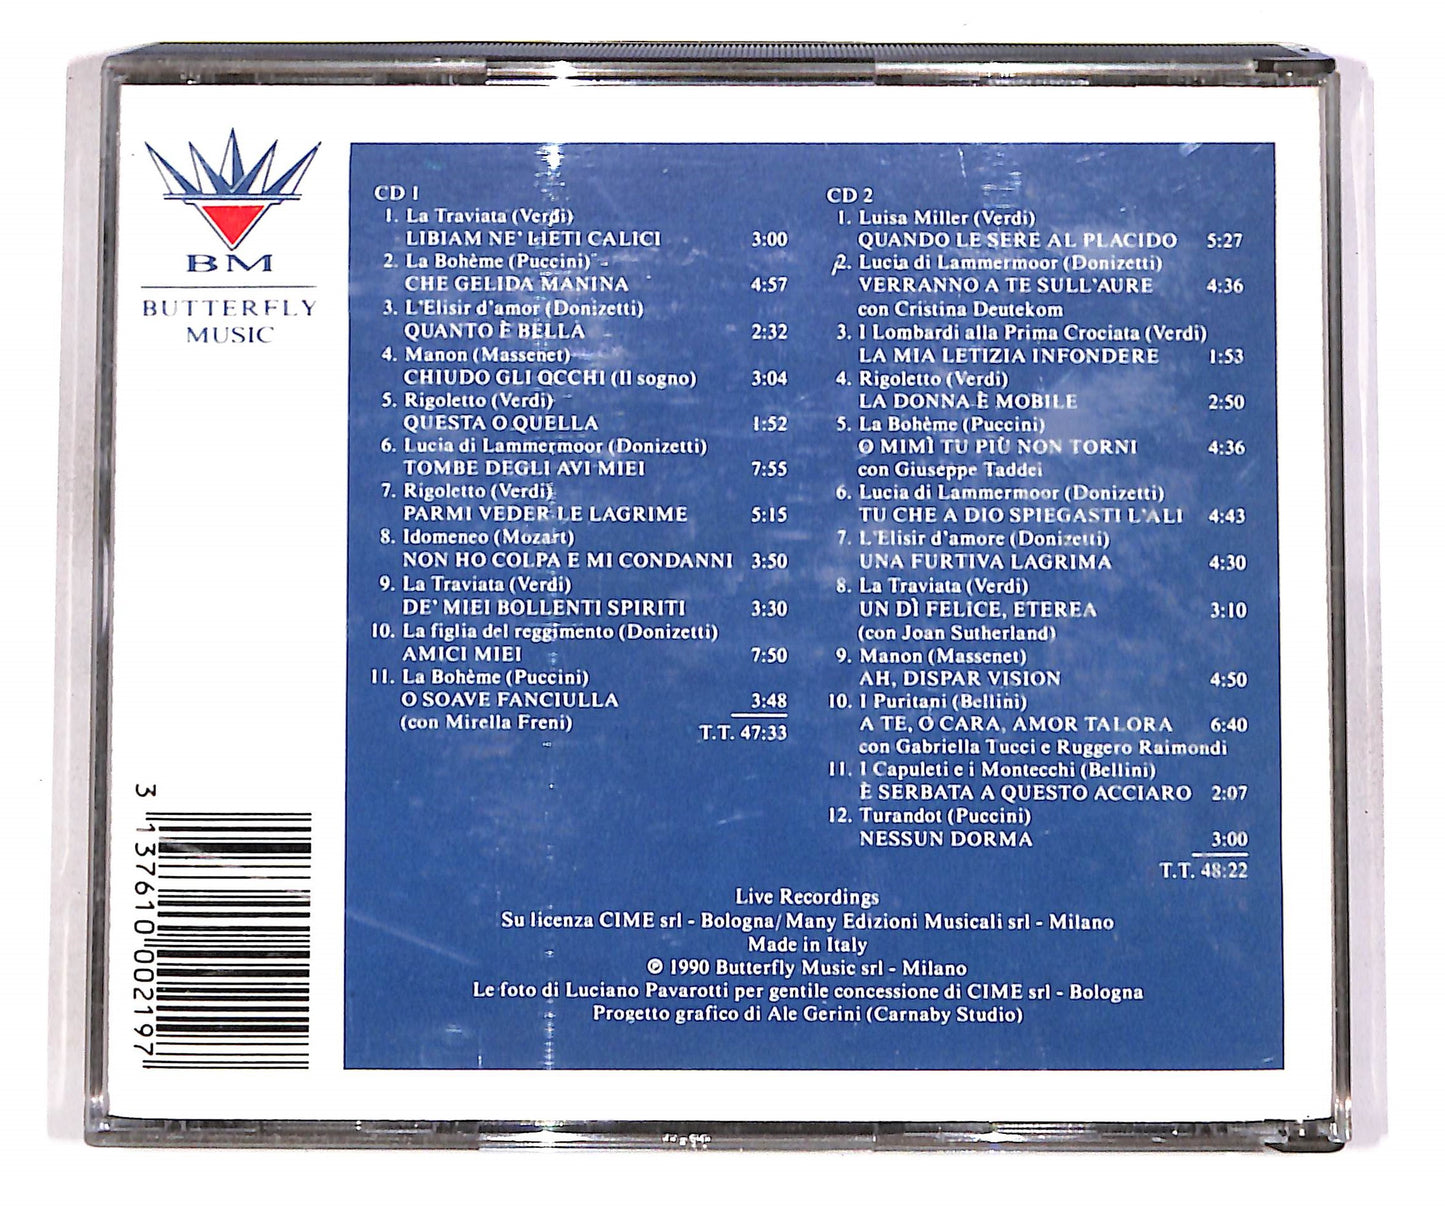 BM
BUTTERFLY
MUSIC
CD 1
1. La Traviata (Verdi)
LIBIAM NE' LIETI CALICI 3:00
2. La Bohème (Puccini)
CHE GELIDA MANINA 4:57
3. L'Elisir d'amor (Donizetti)
QUANTO È BELLA 2:32
4. Manon (Massenet)
CHIUDO GLI OCCHI (Il sogno) 3:04
5. Rigoletto (Verdi)
QUESTA O QUELLA 1:52
6. Lucia di Lammermoor (Donizetti)
TOMBE DEGLI AVI MIEI 7:55
7. Rigoletto (Verdi)
PARMI VEDER LE LAGRIME 5:15
8. Idomeneo (Mozart)
NON HO COLPA E MI CONDANNI 3:50
9. La Traviata (Verdi)
DE' MIEI BOLLENTI SPIRITI 3:30
10. La figlia del reggimento (Donizetti)
AMICI MIEI 7:50
11. La Bohème (Puccini)
O SOAVE FANCIULLA 3:48
(con Mirella Freni)
T.T. 47:33
CD 2
1. Luisa Miller (Verdi)
QUANDO LE SERE AL PLACIDO 5:27
2. Lucia di Lammermoor (Donizetti)
VERRANNO A TE SULL'AURE 4:36
con Cristina Deutekom
3. I Lombardi alla Prima Crociata (Verdi)
LA MIA LETIZIA INFONDERE 1:53
4. Rigoletto (Verdi)
LA DONNA È MOBILE 2:50
5. La Bohème (Puccini)
O MIMÌ TU PIÙ NON TORNI 4:36
con Giuseppe Taddei
6. Lucia di Lammermoor (Donizetti)
TU CHE A DIO SPIEGASTI L'ALI 4:43
7. L'Elisir d'amore (Donizetti)
UNA FURTIVA LAGRIMA 4:30
8. La Traviata (Verdi)
UN DÌ FELICE, ETEREA 3:10
(con Joan Sutherland)
9. Manon (Massenet)
AH, DISPAR VISION 4:50
10. I Puritani (Bellini)
A TE, O CARA, AMOR TALORA 6:40
con Gabriella Tucci e Ruggero Raimondi
11. I Capuleti e i Montecchi (Bellini)
È SERBATA A QUESTO ACCIARO 2:07
12. Turandot (Puccini)
NESSUN DORMA 3:00
T.T. 48:22
Live Recordings
Su licenza CIME srl - Bologna/Many Edizioni Musicali srl - Milano
Made in Italy
℗ 1990 Butterfly Music srl - Milano
Le foto di Luciano Pavarotti per gentile concessione di CIME srl - Bologna
Progetto grafico di Ale Gerini (Carnaby Studio)
3 137610 002197